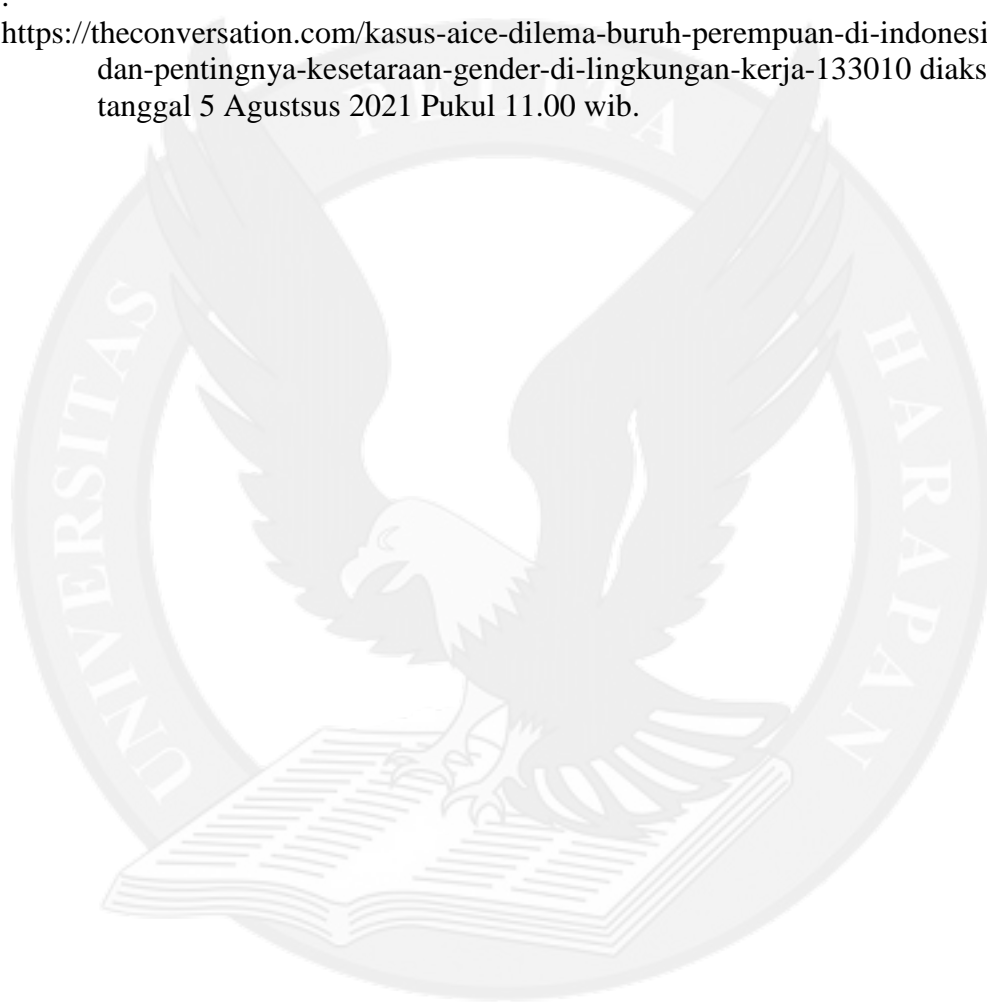 .
https://theconversation.com/kasus-aice-dilema-buruh-perempuan-di-indonesi
dan-pentingnya-kesetaraan-gender-di-lingkungan-kerja-133010 diaks
tanggal 5 Agustsus 2021 Pukul 11.00 wib.
UNIVERSITAS PELITA HARAPAN